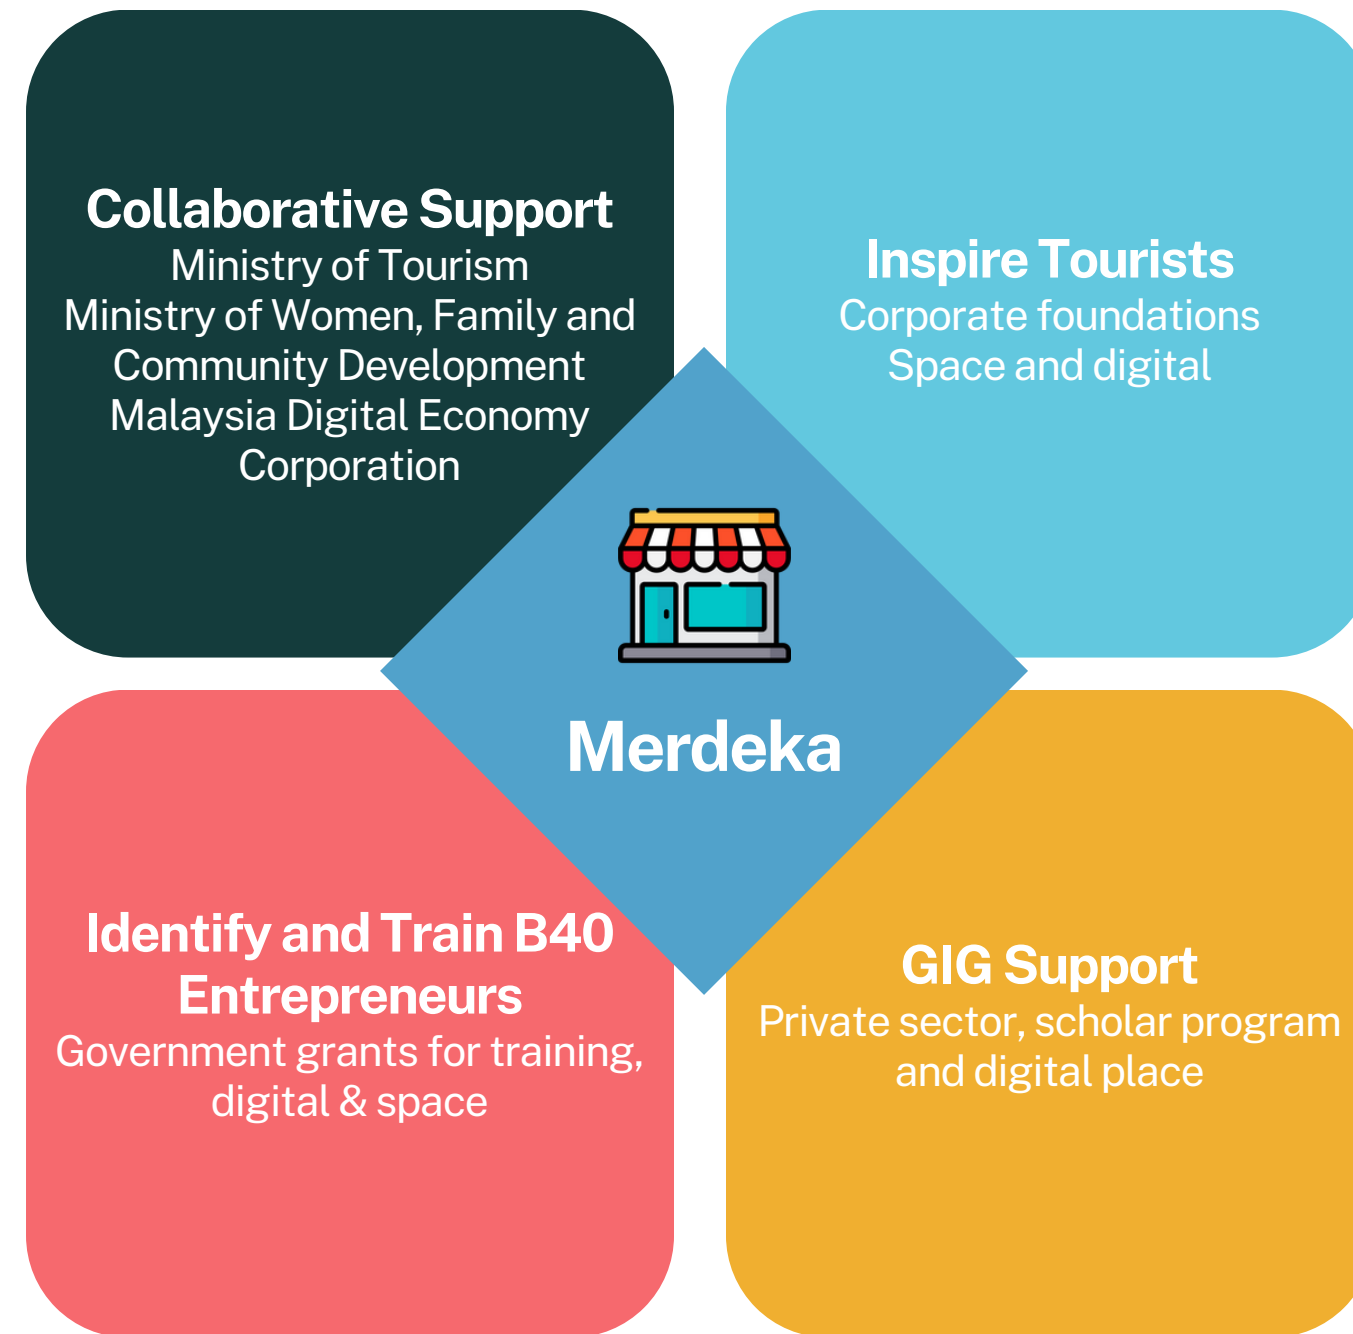 Collaborative Support
Ministry of Tourism
Ministry of Women, Family and
Community Development
Malaysia Digital Economy
Corporation
Inspire Tourists
Corporate foundations
Space and digital
Merdeka
Identify and Train B40
Entrepreneurs
Government grants for training,
digital & space
GIG Support
Private sector, scholar program
and digital place